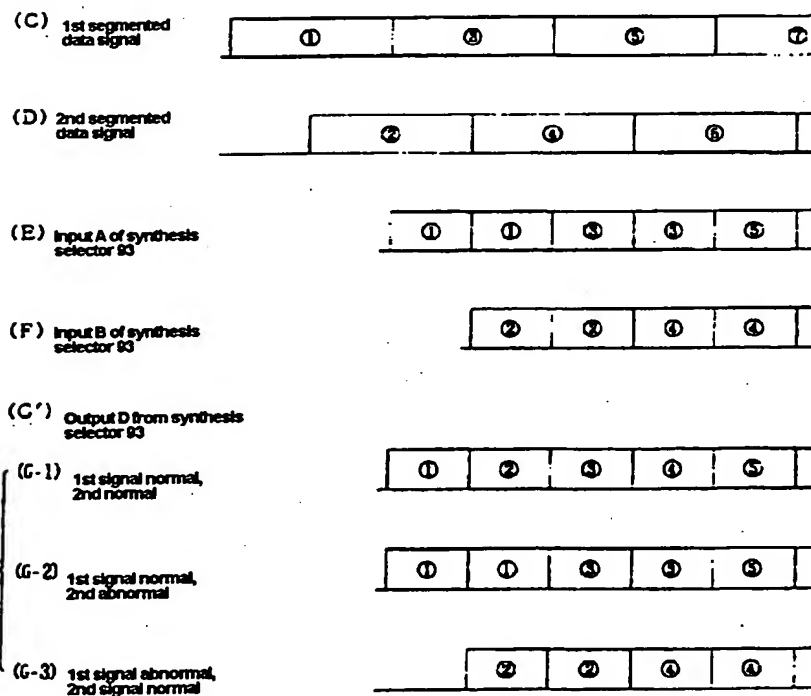 (C) 1st segmented
data signal
① ③ ⑤ ⑦
(D) 2nd segmented
data signal
② ④ ⑥
(E) Input A of synthesis
selector 93
① ① ③ ③ ⑤
(F) Input B of synthesis
selector 93
② ② ④ ④
(G') Output D from synthesis
selector 93
(G-1) 1st signal normal,
2nd normal
① ② ③ ④ ⑤
(G-2) 1st signal normal,
2nd abnormal
① ① ③ ③ ⑤
(G-3) 1st signal abnormal,
2nd signal normal
② ② ④ ④